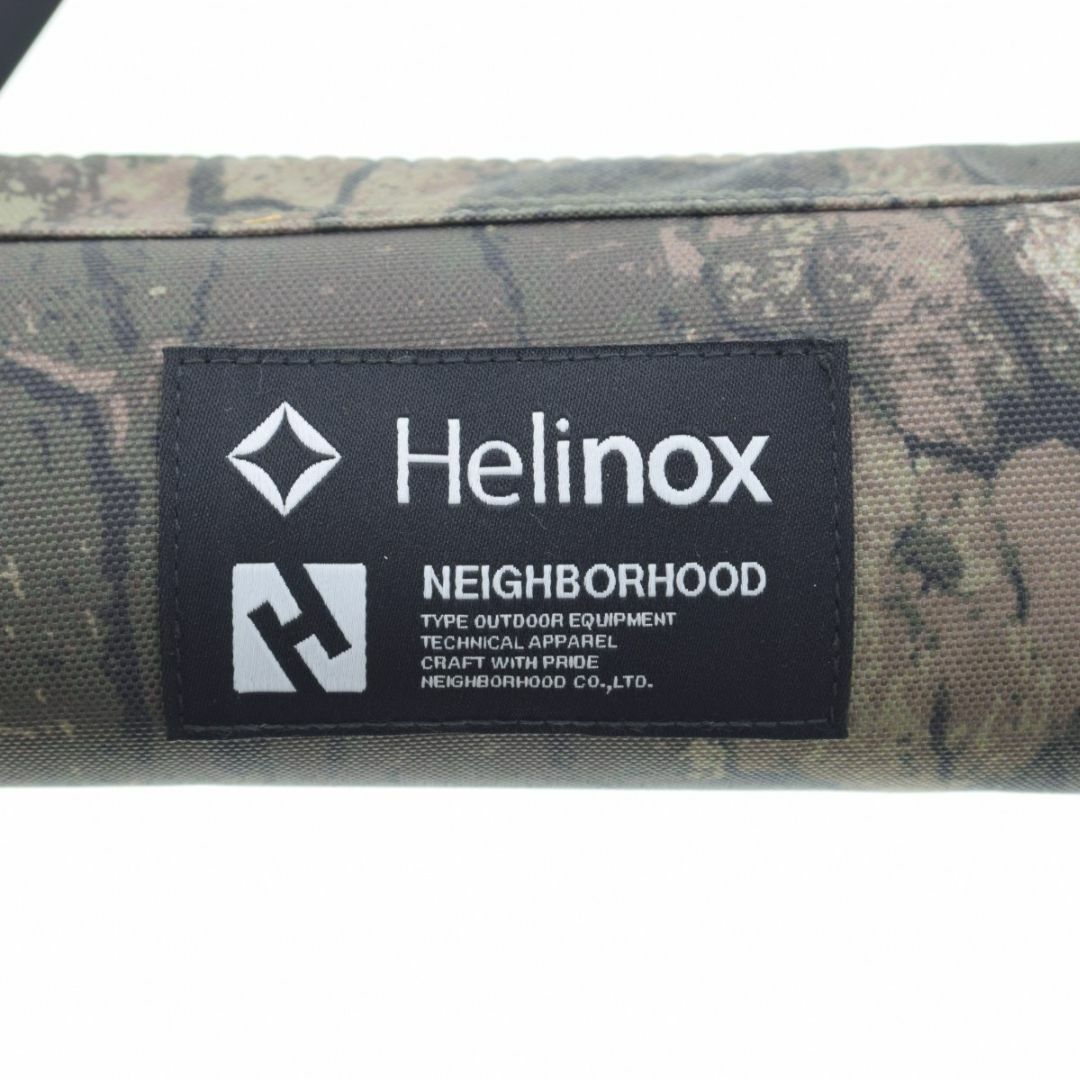 Helinox
NEIGHBORHOOD
TYPE OUTDOOR EQUIPMENT
TECHNICAL APPAREL
CRAFT WITH PRIDE
NEIGHBORHOOD CO.,LTD.